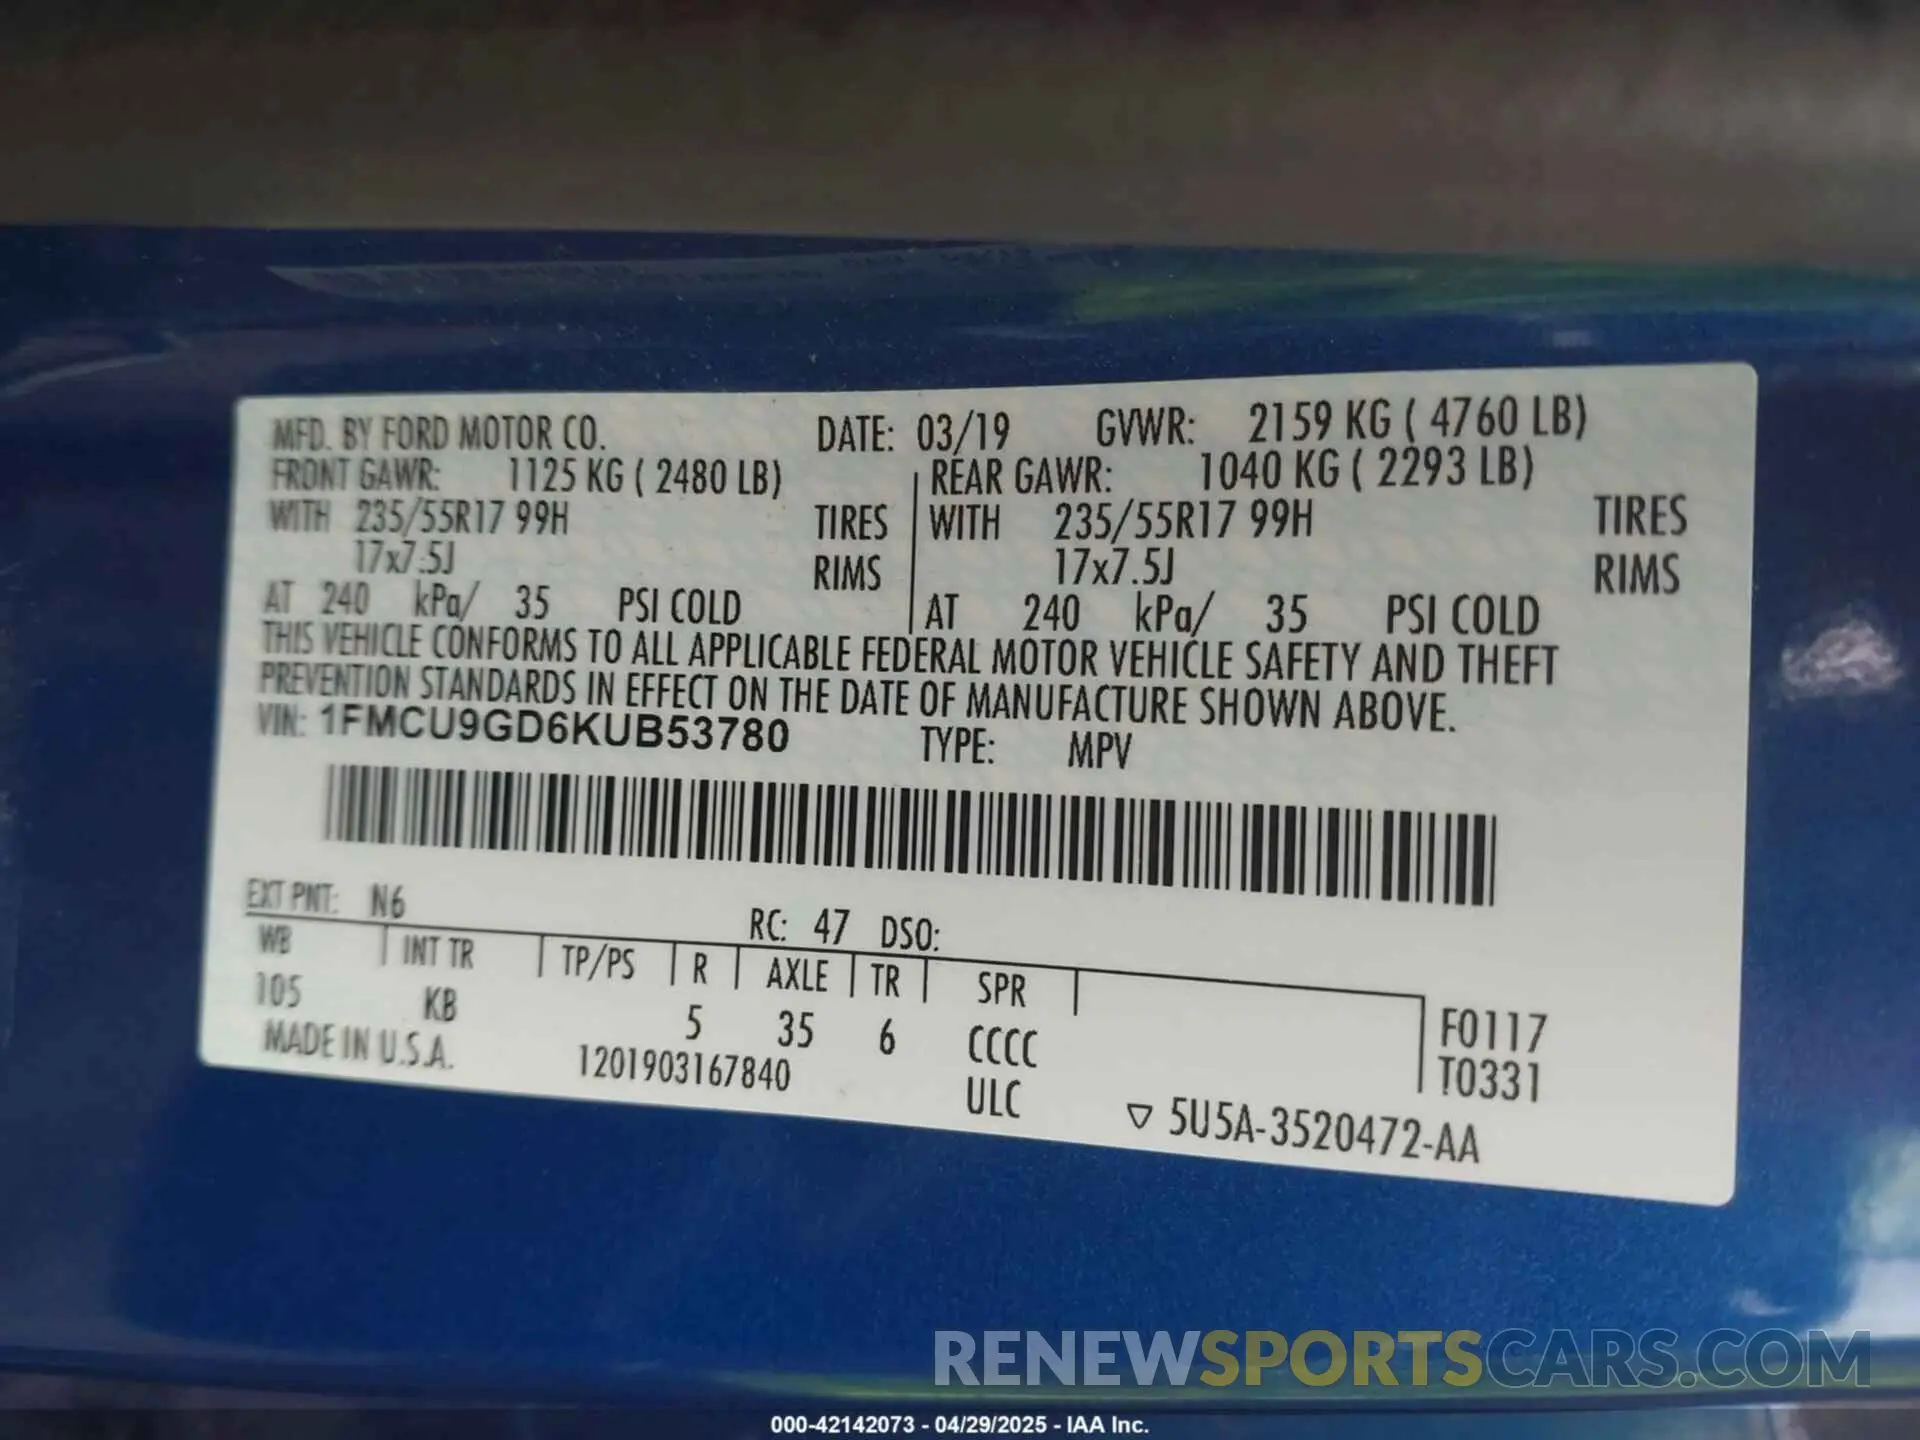 MFD. BY FORD MOTOR CO. DATE: 03/19 GVWR: 2159 KG ( 4760 LB)
FRONT GAWR: 1125 KG ( 2480 LB) REAR GAWR: 1040 KG ( 2293 LB)
WITH 235/55R17 99H TIRES WITH 235/55R17 99H TIRES
17x7.5J RIMS 17x7.5J RIMS
AT 240 kPa/ 35 PSI COLD AT 240 kPa/ 35 PSI COLD
THIS VEHICLE CONFORMS TO ALL APPLICABLE FEDERAL MOTOR VEHICLE SAFETY AND THEFT
PREVENTION STANDARDS IN EFFECT ON THE DATE OF MANUFACTURE SHOWN ABOVE.
VIN: 1FMCU9GD6KUB53780 TYPE: MPV
EXT PNT: N6 RC: 47 DSO:
WB INT TR TP/PS R AXLE TR SPR
105 KB 5 35 6 CCCC F0117
MADE IN U.S.A. 1201903167840 ULC T0331
▽ 5U5A-3520472-AA
RENEWSPORTSCARS.COM
000-42142073 - 04/29/2025 - IAA Inc.